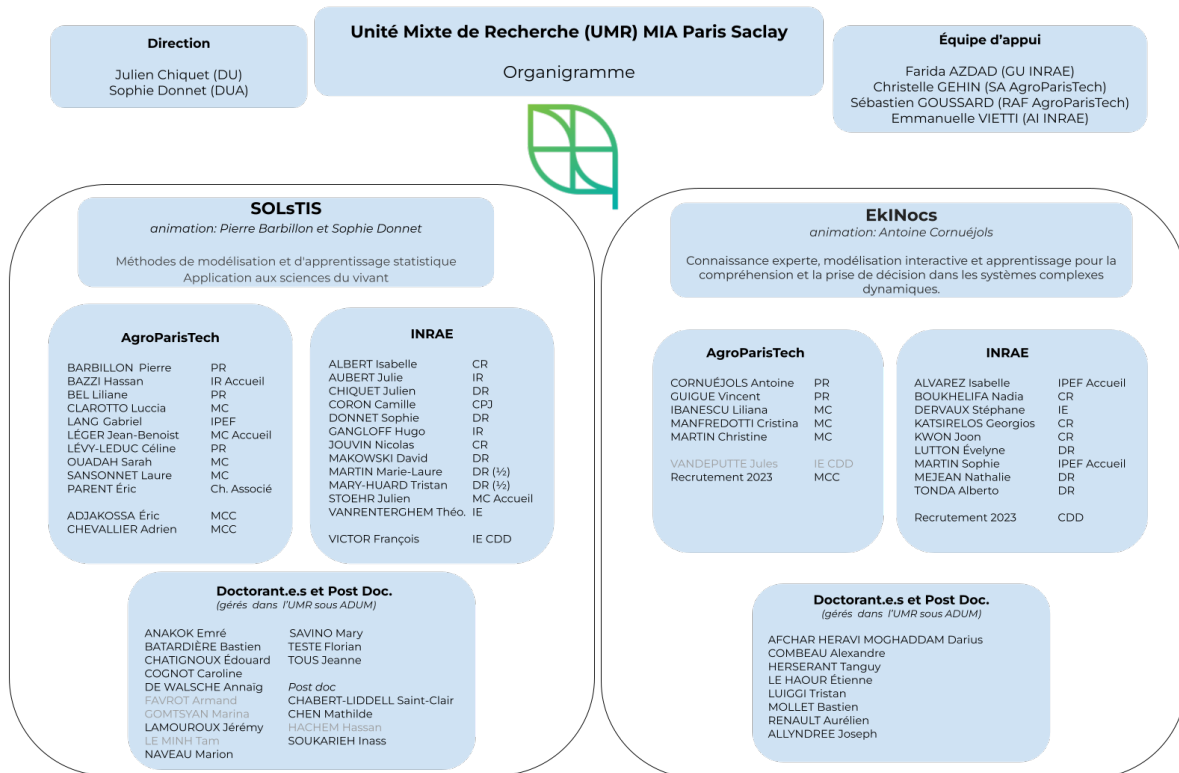 Direction
Julien Chiquet (DU)
Sophie Donnet (DUA)
Unité Mixte de Recherche (UMR) MIA Paris Saclay
Organigramme
Équipe d'appui
Farida AZDAD (GU INRAE)
Christelle GEHIN (SA AgroParisTech)
Sébastien GOUSSARD (RAF AgroParisTech)
Emmanuelle VIETTI (AI INRAE)
SOLsTIS
animation: Pierre Barbillon et Sophie Donnet
Méthodes de modélisation et d'apprentissage statistique
Application aux sciences du vivant
AgroParisTech
BARBILLON Pierre PR
BAZZI Hassan IR Accueil
BEL Liliane PR
CLAROTTO Luccia MC
LANG Gabriel IPEF
LÉGER Jean-Benoist MC Accueil
LÉVY-LEDUC Céline PR
OUADAH Sarah MC
SANSONNET Laure MC
PARENT Éric Ch. Associé
ADJAKOSSA Éric MCC
CHEVALLIER Adrien MCC
INRAE
ALBERT Isabelle CR
AUBERT Julie IR
CHIQUET Julien DR
CORON Camille CPJ
DONNET Sophie DR
GANGLOFF Hugo IR
JOUVIN Nicolas CR
MAKOWSKI David DR
MARTIN Marie-Laure DR (½)
MARY-HUARD Tristan DR (½)
STOEHR Julien MC Accueil
VANRENTERGHEM Théo. IE
VICTOR François IE CDD
Doctorant.e.s et Post Doc.
(gérés dans l'UMR sous ADUM)
ANAKOK Emré
BATARDIÈRE Bastien
CHATIGNOUX Édouard
COGNOT Caroline
DE WALSCHE Annaïg
FAVROT Armand
GOMTSYAN Marina
LAMOUROUX Jérémy
LE MINH Tam
NAVEAU Marion
SAVINO Mary
TESTE Florian
TOUS Jeanne
Post doc
CHABERT-LIDDELL Saint-Clair
CHEN Mathilde
HACHEM Hassan
SOUKARIEH Inass
EkINocs
animation: Antoine Cornuéjols
Connaissance experte, modélisation interactive et apprentissage pour la
compréhension et la prise de décision dans les systèmes complexes
dynamiques.
AgroParisTech
CORNUÉJOLS Antoine PR
GUIGUE Vincent PR
IBANESCU Liliana MC
MANFREDOTTI Cristina MC
MARTIN Christine MC
VANDEPUTTE Jules IE CDD
Recrutement 2023 MCC
INRAE
ALVAREZ Isabelle IPEF Accueil
BOUKHELIFA Nadia CR
DERVAUX Stéphane IE
KATSIRELOS Georgios CR
KWON Joon CR
LUTTON Évelyne DR
MARTIN Sophie IPEF Accueil
MEJEAN Nathalie DR
TONDA Alberto DR
Recrutement 2023 CDD
Doctorant.e.s et Post Doc.
(gérés dans l'UMR sous ADUM)
AFCHAR HERAVI MOGHADDAM Darius
COMBEAU Alexandre
HERSERANT Tanguy
LE HAOUR Étienne
LUIGGI Tristan
MOLLET Bastien
RENAULT Aurélien
ALLYNDREE Joseph